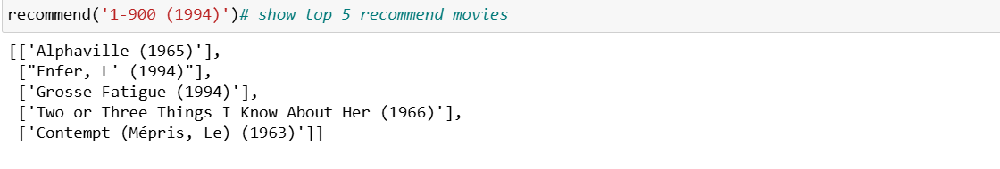 recommend('1-900 (1994)')# show top 5 recommend movies
[['Alphaville (1965)'],
 ["Enfer, L' (1994)"],
 ['Grosse Fatigue (1994)'],
 ['Two or Three Things I Know About Her (1966)'],
 ['Contempt (Mépris, Le) (1963)']]